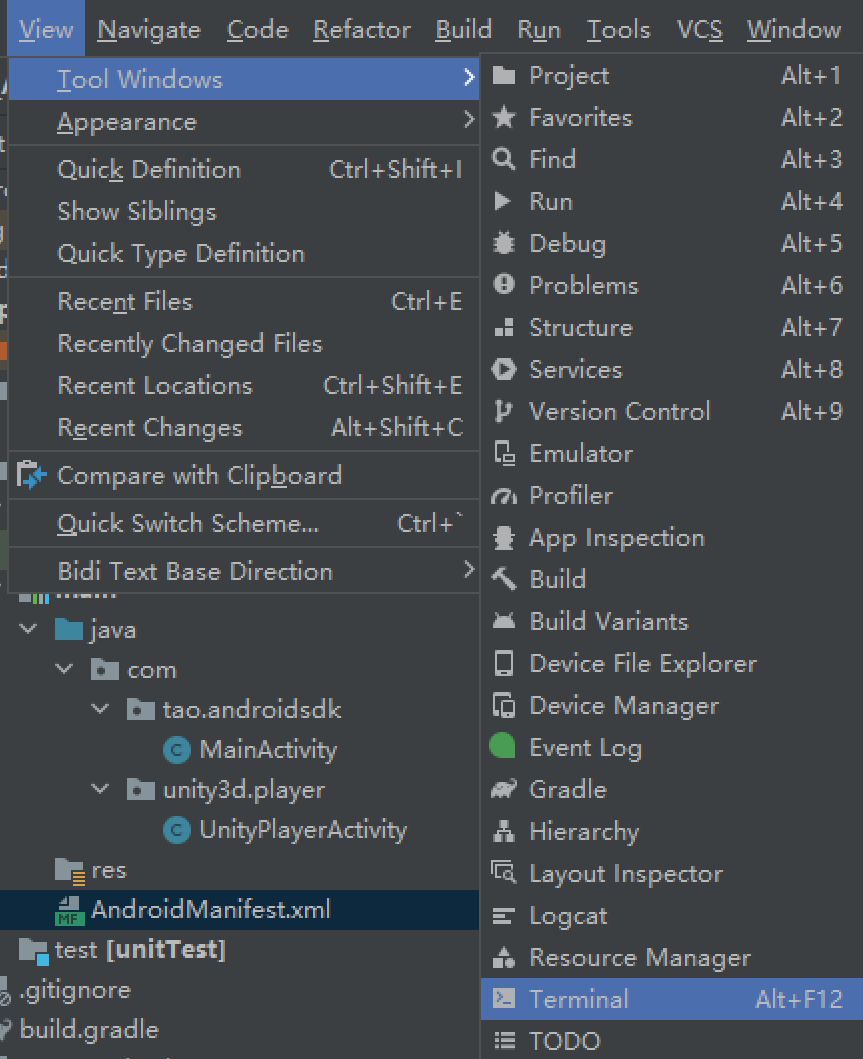 View Navigate Code Refactor Build Run Tools VCS Window
Tool Windows
Appearance
Quick Definition Ctrl+Shift+I
Show Siblings
Quick Type Definition
Recent Files Ctrl+E
Recently Changed Files
Recent Locations Ctrl+Shift+E
Recent Changes Alt+Shift+C
Compare with Clipboard
Quick Switch Scheme... Ctrl+`
Bidi Text Base Direction
Project Alt+1
Favorites Alt+2
Find Alt+3
Run Alt+4
Debug Alt+5
Problems Alt+6
Structure Alt+7
Services Alt+8
Version Control Alt+9
Emulator
Profiler
App Inspection
Build
Build Variants
Device File Explorer
Device Manager
Event Log
Gradle
Hierarchy
Layout Inspector
Logcat
Resource Manager
Terminal Alt+F12
TODO
java
com
tao.androidsdk
C MainActivity
unity3d.player
C UnityPlayerActivity
res
MF AndroidManifest.xml
test [unitTest]
.gitignore
build.gradle